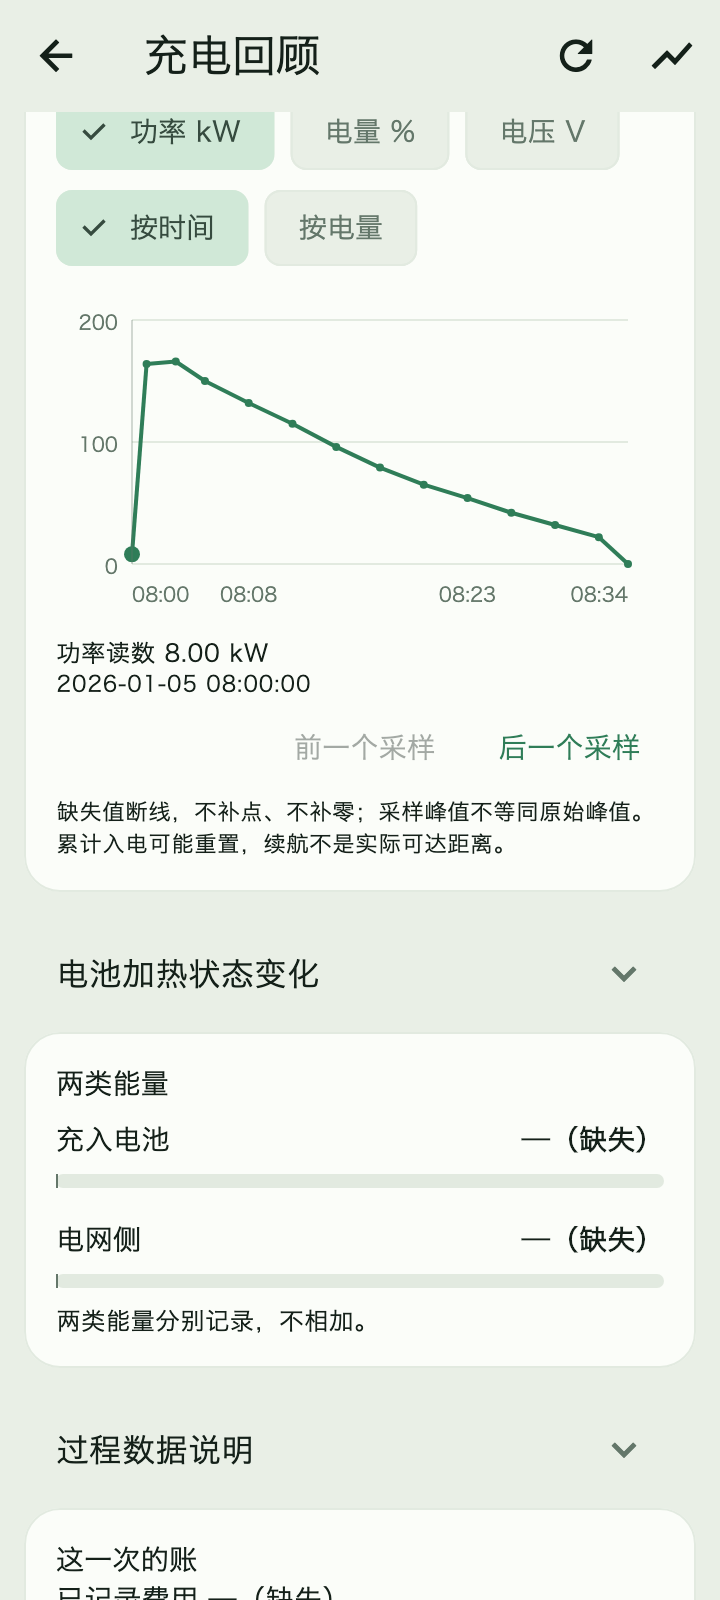 充电回顾
功率 kW
电量 %
电压 V
按时间
按电量
200
100
0
08:00
08:08
08:23
08:34
功率读数 8.00 kW
2026-01-05 08:00:00
前一个采样
后一个采样
缺失值断线，不补点、不补零；采样峰值不等同原始峰值。
累计入电可能重置，续航不是实际可达距离。
电池加热状态变化
两类能量
充入电池
—（缺失）
电网侧
—（缺失）
两类能量分别记录，不相加。
过程数据说明
这一次的账
已记录费用 —（缺失）